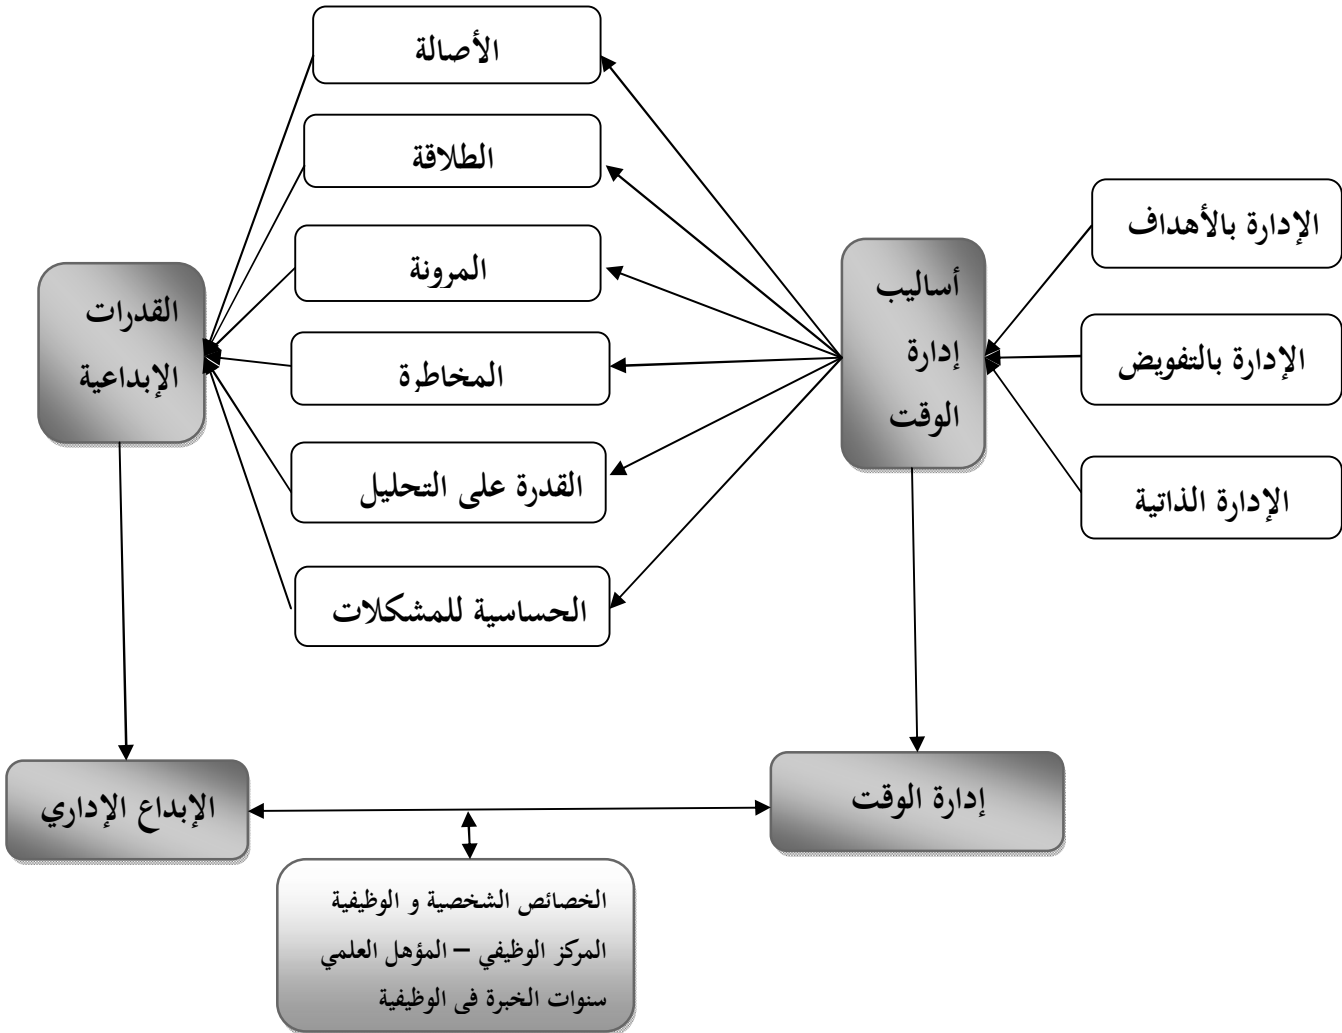 الأصالة
الطلاقة
المرونة
المخاطرة
القدرة على التحليل
الحساسية للمشكلات
الإدارة بالأهداف
الإدارة بالتفويض
الإدارة الذاتية
أساليب
إدارة
الوقت
القدرات
الإبداعية
إدارة الوقت
الإبداع الإداري
الخصائص الشخصية و الوظيفية
المركز الوظيفي – المؤهل العلمي
سنوات الخبرة في الوظيفية